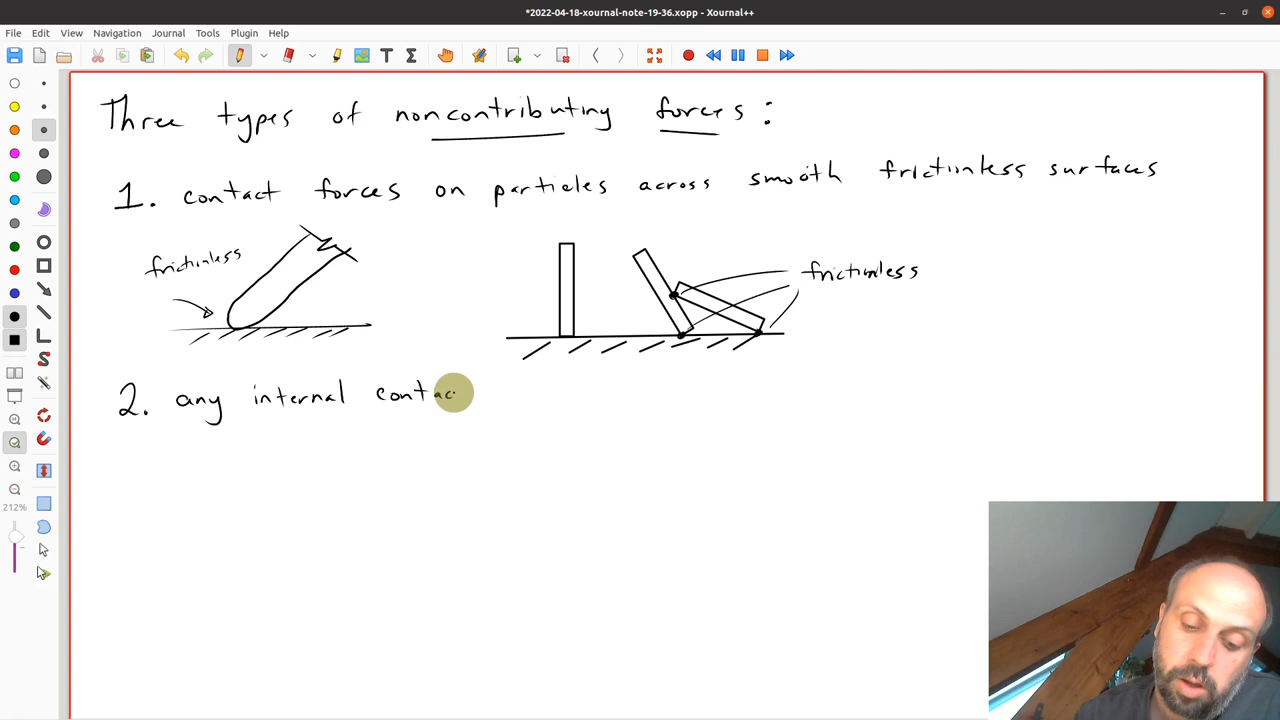 *2022-04-18-xournal-note-19-36.xopp - Xournal++
File Edit View Navigation Journal Tools Plugin Help
Three types of noncontributing forces:
1. contact forces on particles across smooth frictionless surfaces
frictionless
frictionless
2. any internal contac
212%